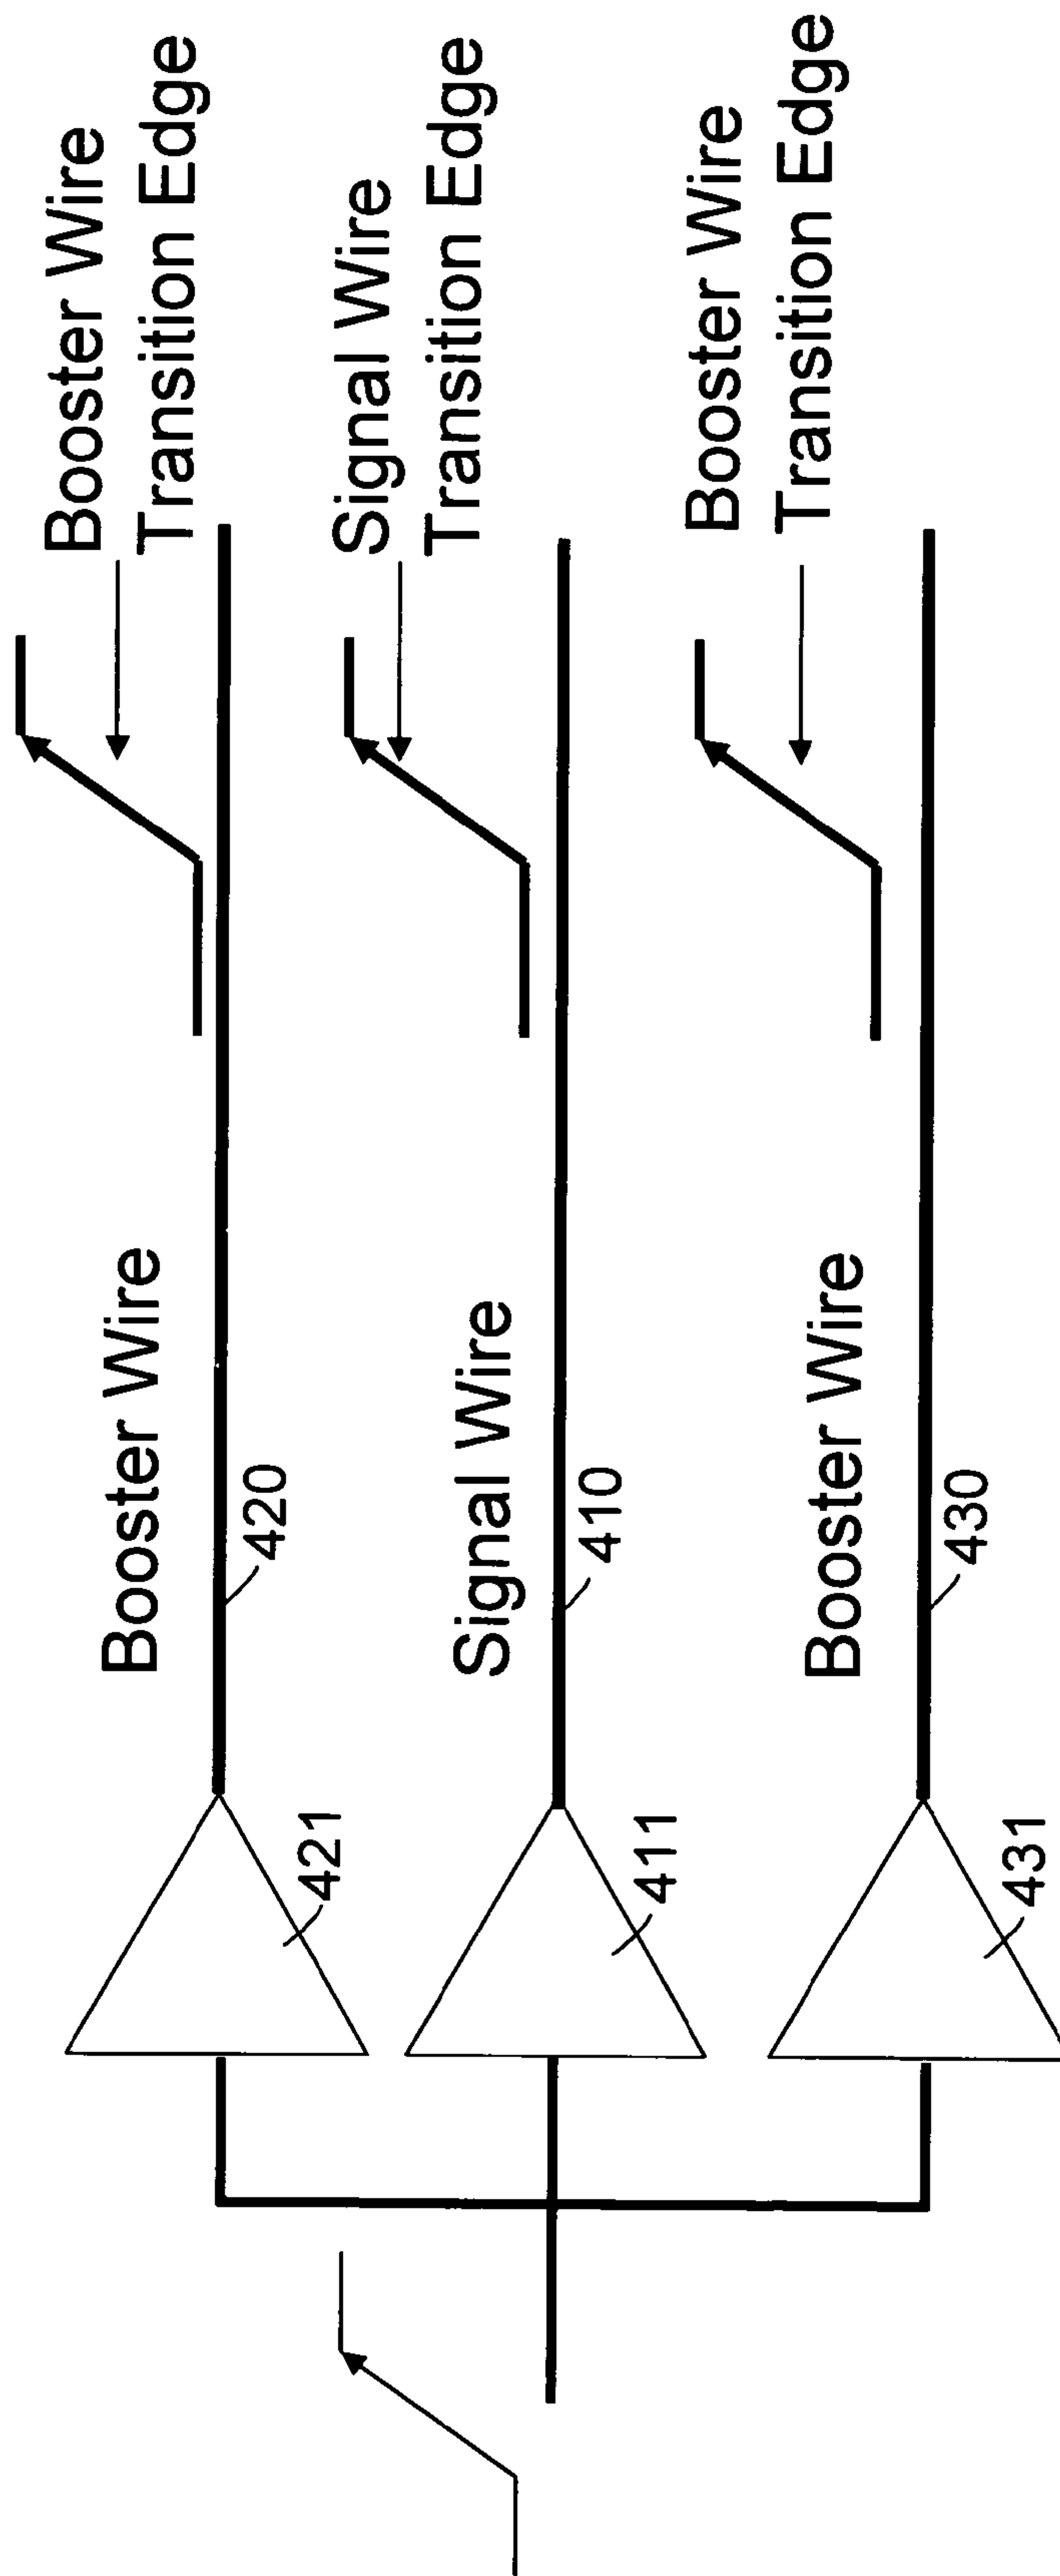 Booster Wire
Transition Edge
Booster Wire
420
421
Signal Wire
Transition Edge
Signal Wire
410
411
Booster Wire
Transition Edge
Booster Wire
430
431